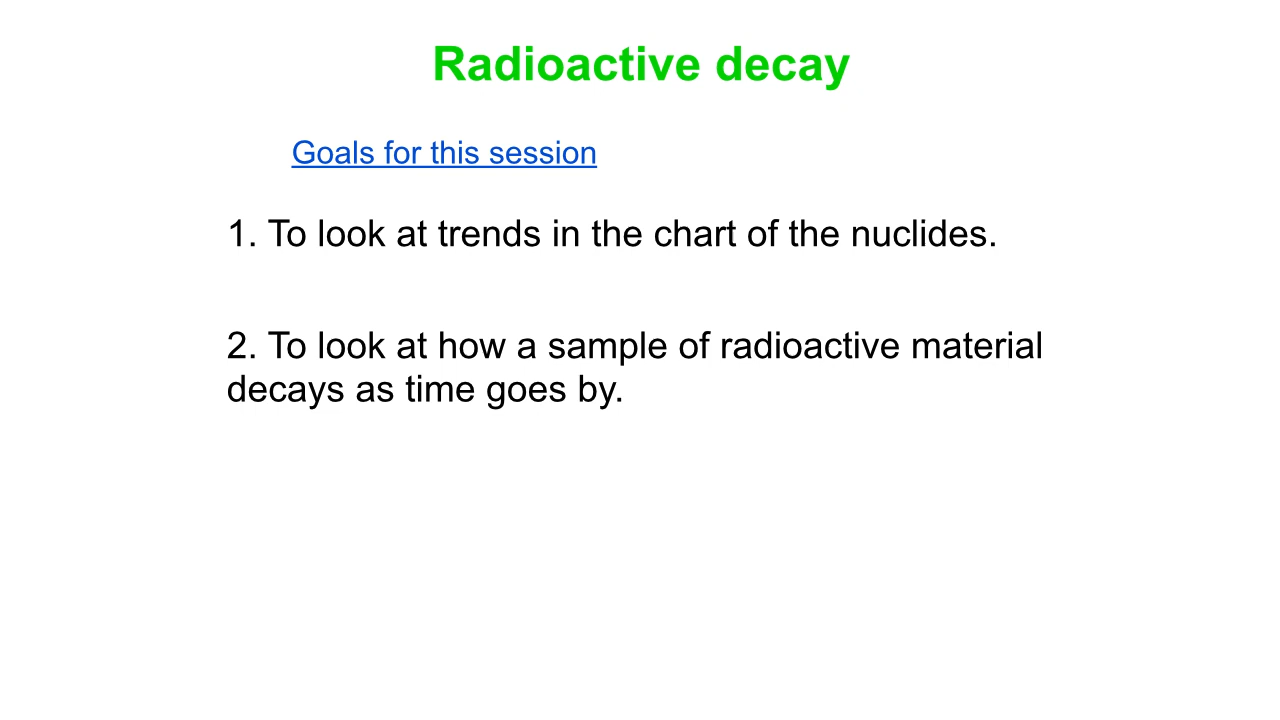 Radioactive decay
Goals for this session
1. To look at trends in the chart of the nuclides.
2. To look at how a sample of radioactive material
decays as time goes by.